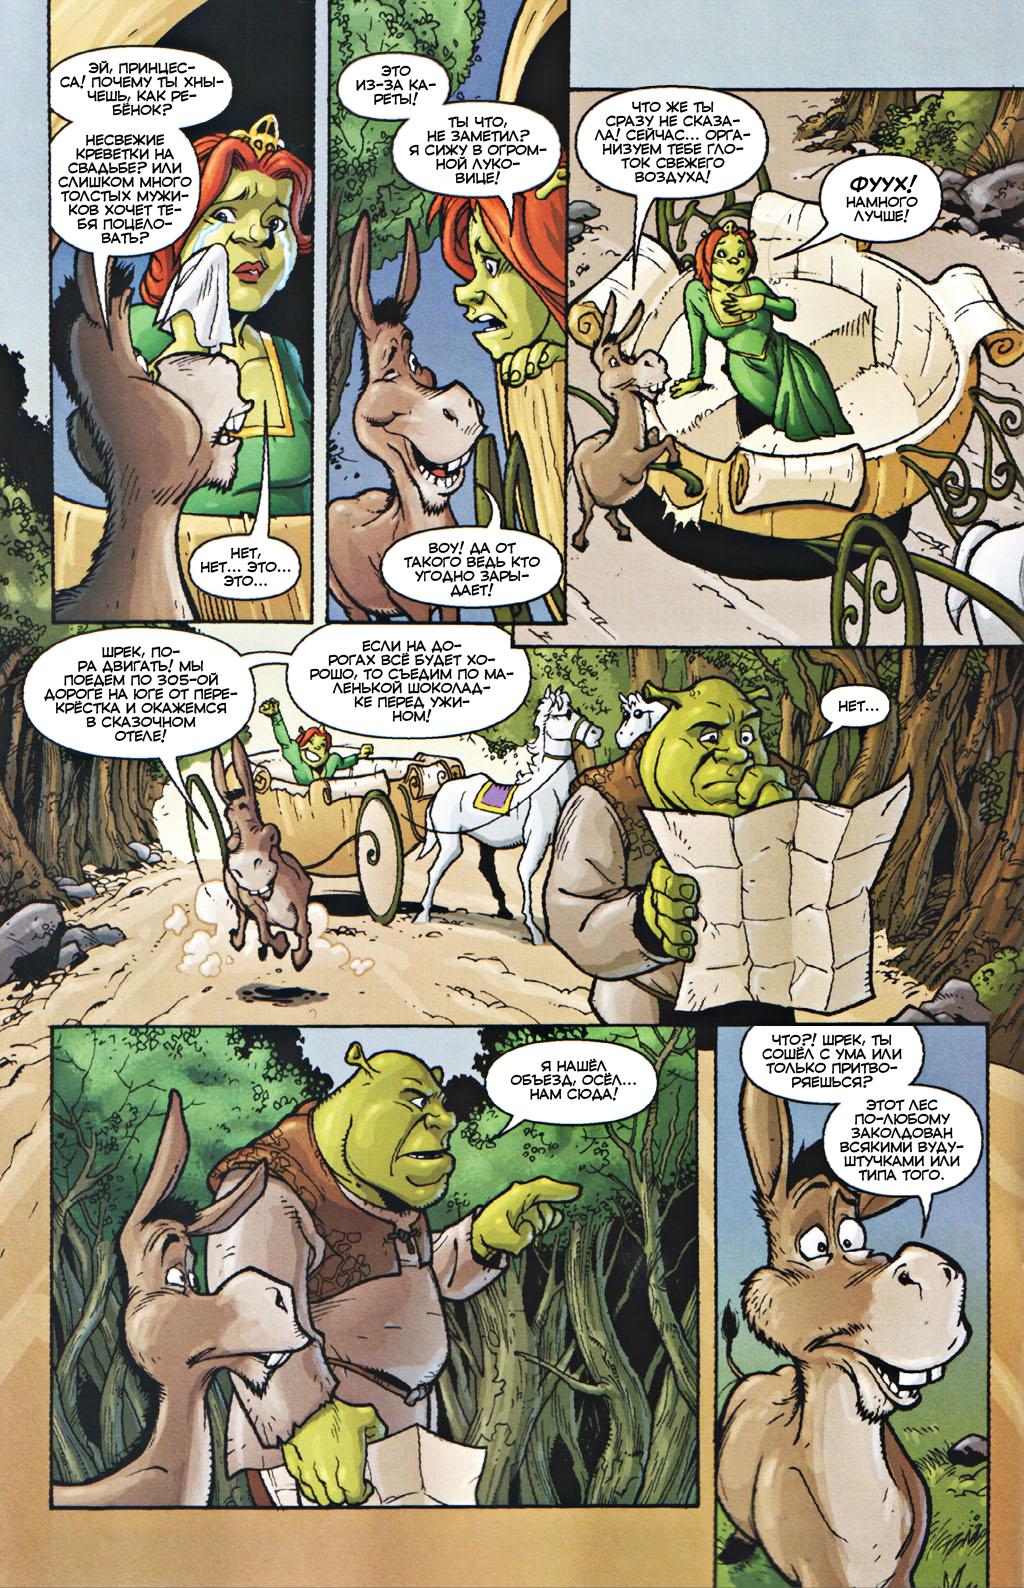 ЭЙ, ПРИНЦЕС-
СА! ПОЧЕМУ ТЫ ХНЫ-
ЧЕШЬ, КАК РЕ-
БЁНОК?
НЕСВЕЖИЕ
КРЕВЕТКИ НА
СВАДЬБЕ? ИЛИ
СЛИШКОМ МНОГО
ТОЛСТЫХ МУЖИ-
КОВ ХОЧЕТ ТЕ-
БЯ ПОЦЕЛО-
ВАТЬ?
НЕТ,
НЕТ... ЭТО...
ЭТО...
ЭТО
ИЗ-ЗА КА-
РЕТЫ!
ТЫ ЧТО,
НЕ ЗАМЕТИЛ?
Я СИЖУ В ОГРОМ-
НОЙ ЛУКО-
ВИЦЕ!
ВОУ! ДА ОТ
ТАКОГО ВЕДЬ КТО
УГОДНО ЗАРЫ-
ДАЕТ!
ЧТО ЖЕ ТЫ
СРАЗУ НЕ СКАЗА-
ЛА! СЕЙЧАС... ОРГА-
НИЗУЕМ ТЕБЕ ГЛО-
ТОК СВЕЖЕГО
ВОЗДУХА!
ФУУХ!
НАМНОГО
ЛУЧШЕ!
ШРЕК, ПО-
РА ДВИГАТЬ! МЫ
ПОЕДЕМ ПО 305-ОЙ
ДОРОГЕ НА ЮГЕ ОТ ПЕРЕ-
КРЁСТКА И ОКАЖЕМСЯ
В СКАЗОЧНОМ
ОТЕЛЕ!
ЕСЛИ НА ДО-
РОГАХ ВСЁ БУДЕТ ХО-
РОШО, ТО СЪЕДИМ ПО МА-
ЛЕНЬКОЙ ШОКОЛАД-
КЕ ПЕРЕД УЖИ-
НОМ!
НЕТ...
Я НАШЁЛ
ОБЪЕЗД, ОСЁЛ...
НАМ СЮДА!
ЧТО?! ШРЕК, ТЫ
СОШЁЛ С УМА ИЛИ
ТОЛЬКО ПРИТВО-
РЯЕШЬСЯ?
ЭТОТ ЛЕС
ПО-ЛЮБОМУ
ЗАКОЛДОВАН
ВСЯКИМИ ВУДУ-
ШТУЧКАМИ ИЛИ
ТИПА ТОГО.